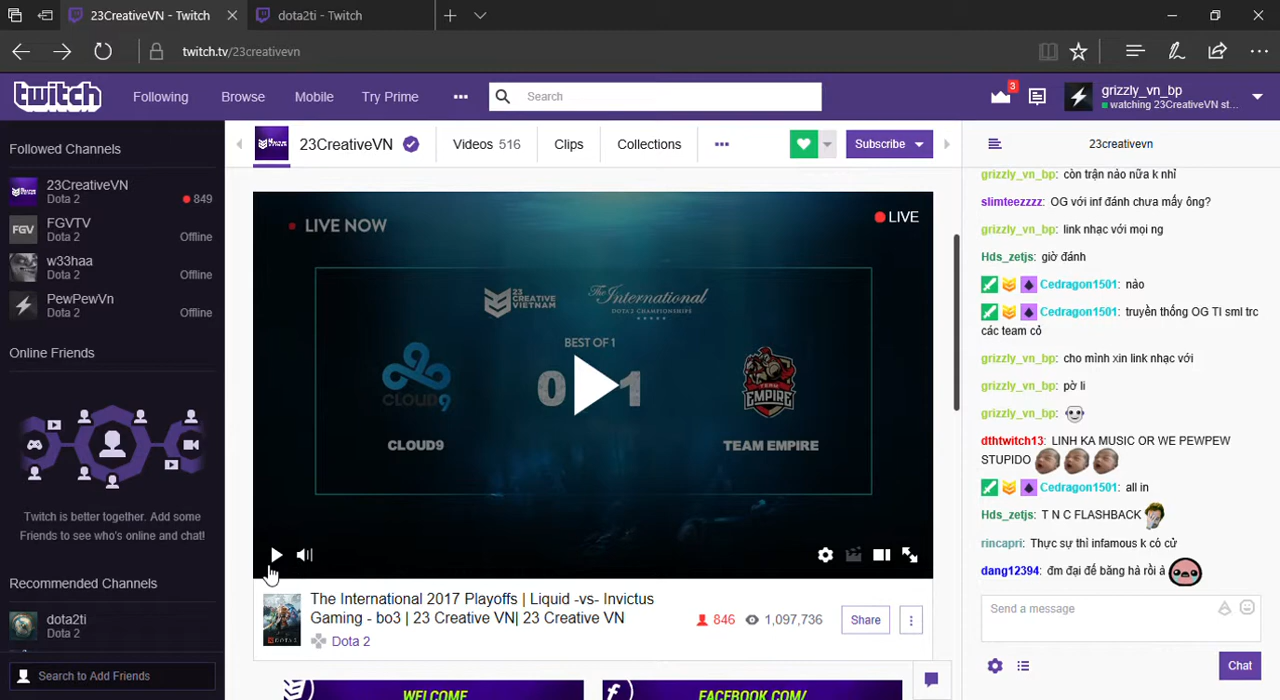 23CreativeVN - Twitch
dota2ti - Twitch
twitch.tv/23creativevn
twitch
Following
Browse
Mobile
Try Prime
Search
3
grizzly_vn_bp
watching 23CreativeVN st...
Followed Channels
23CreativeVN
Dota 2
849
FGV
FGVTV
Dota 2
Offline
w33haa
Dota 2
Offline
PewPewVn
Dota 2
Offline
Online Friends
Twitch is better together. Add some
Friends to see who's online and chat!
Recommended Channels
dota2ti
Dota 2
Search to Add Friends
23CreativeVN
Videos 516
Clips
Collections
Subscribe
LIVE NOW
LIVE
23 CREATIVE VIETNAM
The International
DOTA 2 CHAMPIONSHIPS
BEST OF 1
0
1
CLOUD9
TEAM EMPIRE
CLOUD9
TEAM EMPIRE
The International 2017 Playoffs | Liquid -vs- Invictus
Gaming - bo3 | 23 Creative VN| 23 Creative VN
Dota 2
846
1,097,736
Share
WELCOME
FACEBOOK.COM/
23creativevn
grizzly_vn_bp: còn trận nào nữa k nhỉ
slimteezzzz: OG với inf đánh chưa mấy ông?
grizzly_vn_bp: link nhạc với mọi ng
Hds_zetjs: giờ đánh
Cedragon1501: nào
Cedragon1501: truyền thống OG TI sml trc
các team cỏ
grizzly_vn_bp: cho mình xin link nhạc với
grizzly_vn_bp: pờ li
grizzly_vn_bp:
dthtwitch13: LINH KA MUSIC OR WE PEWPEW
STUPIDO
Cedragon1501: all in
Hds_zetjs: T N C FLASHBACK
rincapri: Thực sự thì infamous k có cử
dang12394: đm đại đế băng hà rồi à
Send a message
Chat